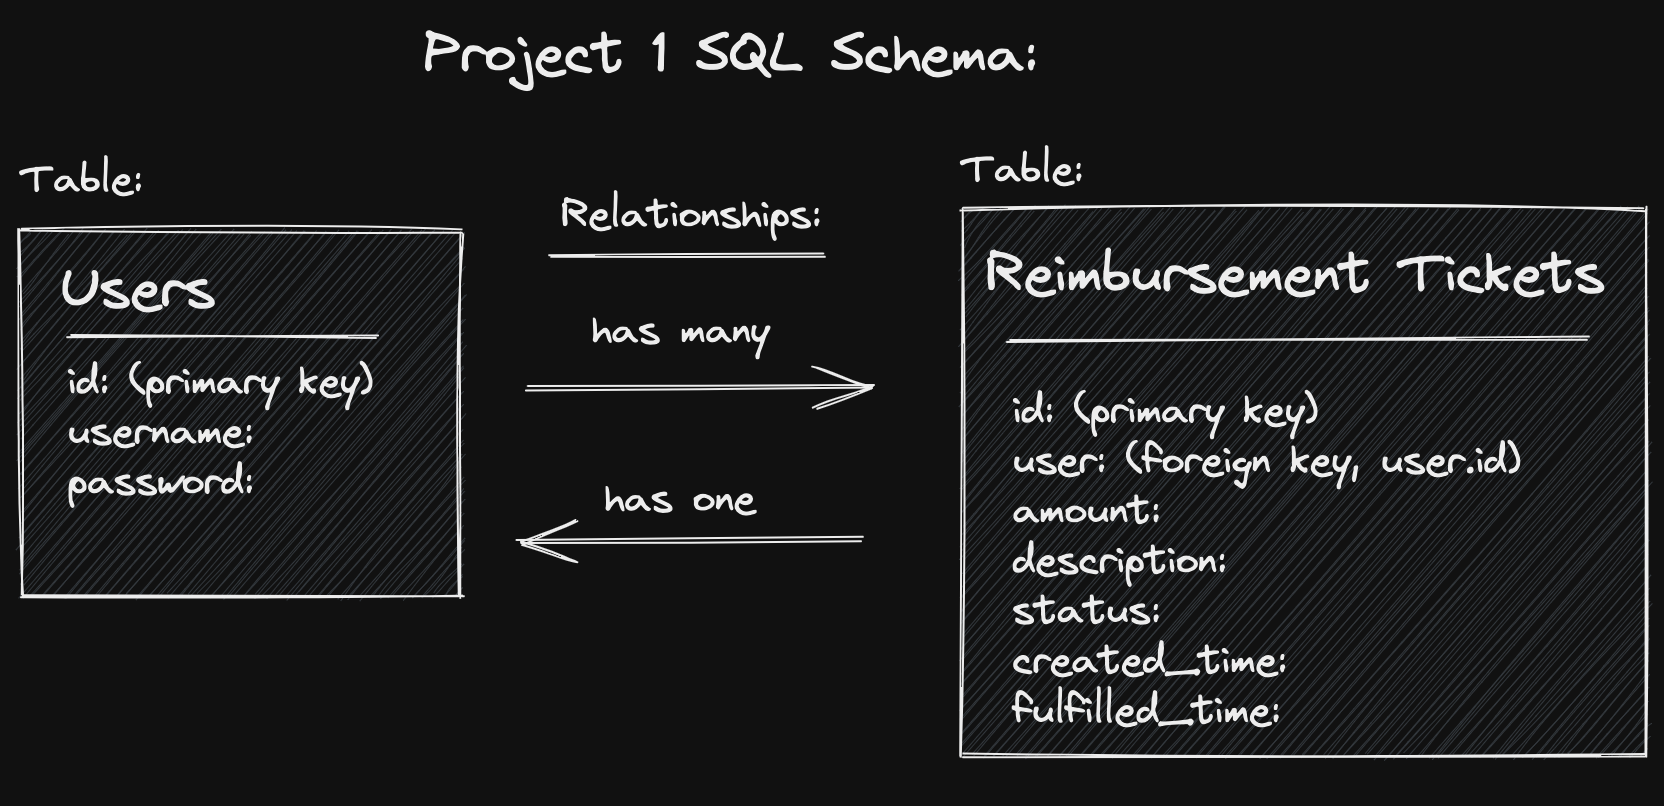 Project 1 SQL Schema:
Table:
Users
id: (primary key)
username:
password:
Relationships:
has many
has one
Table:
Reimbursement Tickets
id: (primary key)
user: (foreign key, user.id)
amount:
description:
status:
created_time:
fulfilled_time: